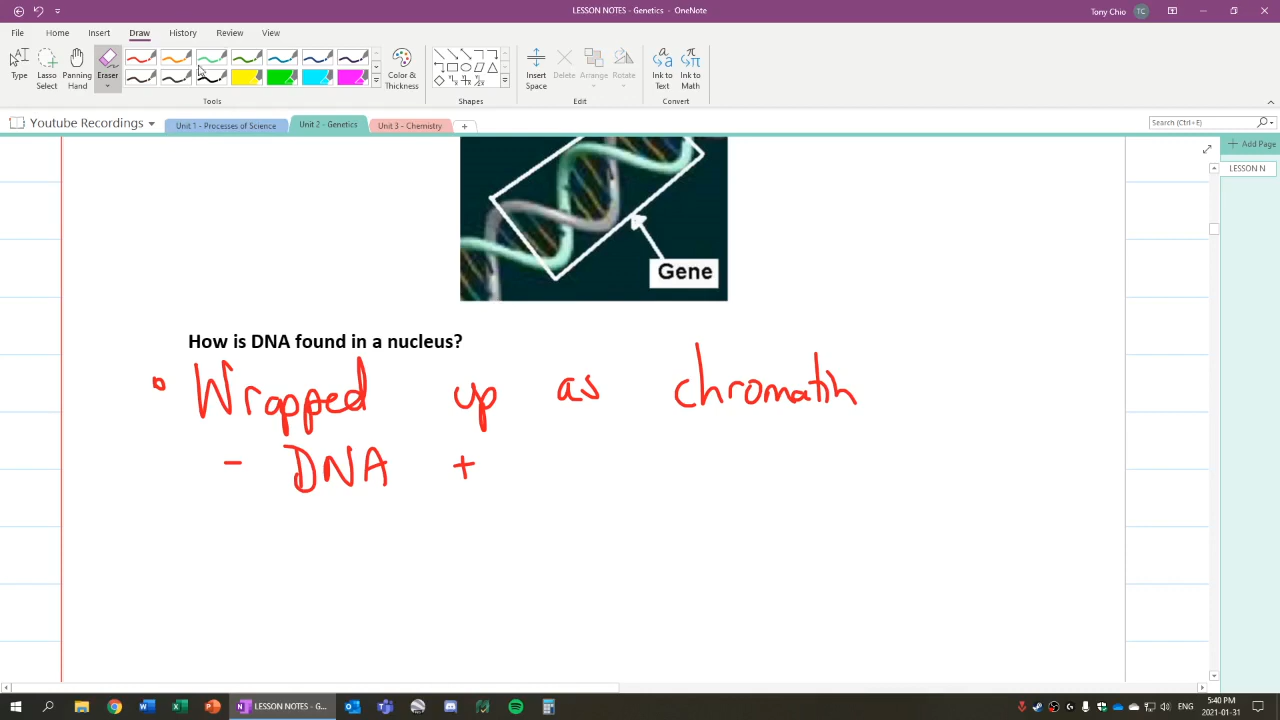 LESSON NOTES - Genetics - OneNote
Tony Chio TC
File Home Insert Draw History Review View
Type
Lasso Select
Panning Hand
Eraser
Color & Thickness
Insert Space
Delete
Arrange
Rotate
Ink to Text
Ink to Math
Tools Shapes Edit Convert
Youtube Recordings
Unit 1 - Processes of Science
Unit 2 - Genetics
Unit 3 - Chemistry
Search (Ctrl+E)
Add Page
LESSON N
Gene
How is DNA found in a nucleus?
Wrapped up as chromatin
- DNA +
LESSON NOTES - G...
5:40 PM
2021-01-31